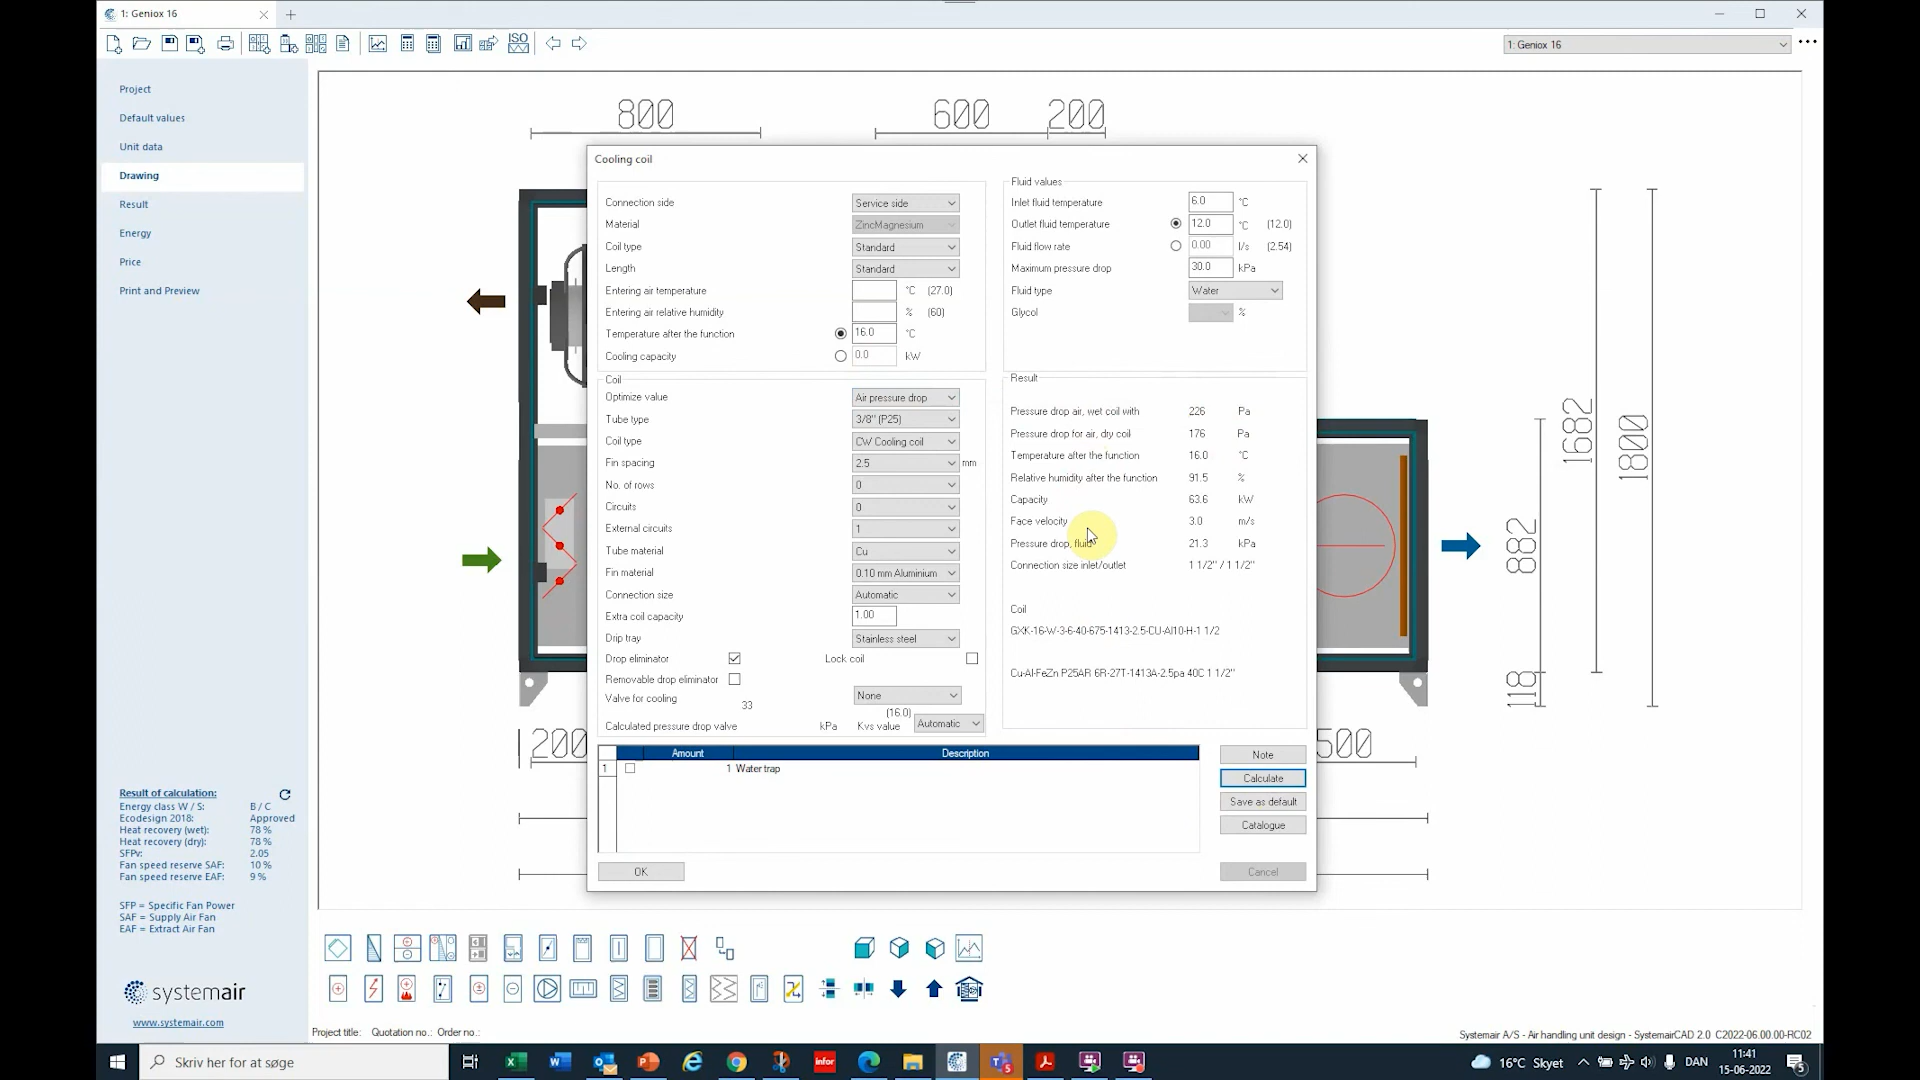 1: Geniox 16
ISO
1: Geniox 16
Project
Default values
Unit data
Drawing
Result
Energy
Price
Print and Preview
800
600
200
Cooling coil
Connection side Service side
Material ZincMagnesium
Coil type Standard
Length Standard
Entering air temperature °C (27.0)
Entering air relative humidity % (60)
Temperature after the function 16.0 °C
Cooling capacity 0.0 kW
Coil
Optimize value Air pressure drop
Tube type 3/8" (P25)
Coil type CW Cooling coil
Fin spacing 2.5 mm
No. of rows 0
Circuits 0
External circuits 1
Tube material Cu
Fin material 0.10 mm Aluminium
Connection size Automatic
Extra coil capacity 1.00
Drip tray Stainless steel
Drop eliminator Lock coil
Removable drop eliminator
Valve for cooling 33 None
(16.0)
Calculated pressure drop valve kPa Kvs value Automatic
Fluid values
Inlet fluid temperature 6.0 °C
Outlet fluid temperature 12.0 °C (12.0)
Fluid flow rate 0.00 l/s (2.54)
Maximum pressure drop 30.0 kPa
Fluid type Water
Glycol %
Result
Pressure drop air, wet coil with 226 Pa
Pressure drop for air, dry coil 176 Pa
Temperature after the function 16.0 °C
Relative humidity after the function 91.5 %
Capacity 63.6 kW
Face velocity 3.0 m/s
Pressure drop, fluid 21.3 kPa
Connection size inlet/outlet 1 1/2" / 1 1/2"
Coil
GXK-16-W-3-6-40-675-1413-2.5-CU-Al10-H-1 1/2
Cu-Al-FeZn P25AR 6R-27T-1413A-2.5pa 40C 1 1/2"
Amount Description
1 1 Water trap
Note
Calculate
Save as default
Catalogue
OK
Cancel
1682
1800
882
118
200
500
Result of calculation:
Energy class W / S: B / C
Ecodesign 2018: Approved
Heat recovery (wet): 78 %
Heat recovery (dry): 78 %
SFPv: 2.05
Fan speed reserve SAF: 10 %
Fan speed reserve EAF: 9 %
SFP = Specific Fan Power
SAF = Supply Air Fan
EAF = Extract Air Fan
systemair
www.systemair.com
Project title: Quotation no.: Order no.:
Systemair A/S - Air handling unit design - SystemairCAD 2.0 C2022-06.00.00-RC02
Skriv her for at søge
infor
16°C Skyet
DAN
11:41
15-06-2022
5